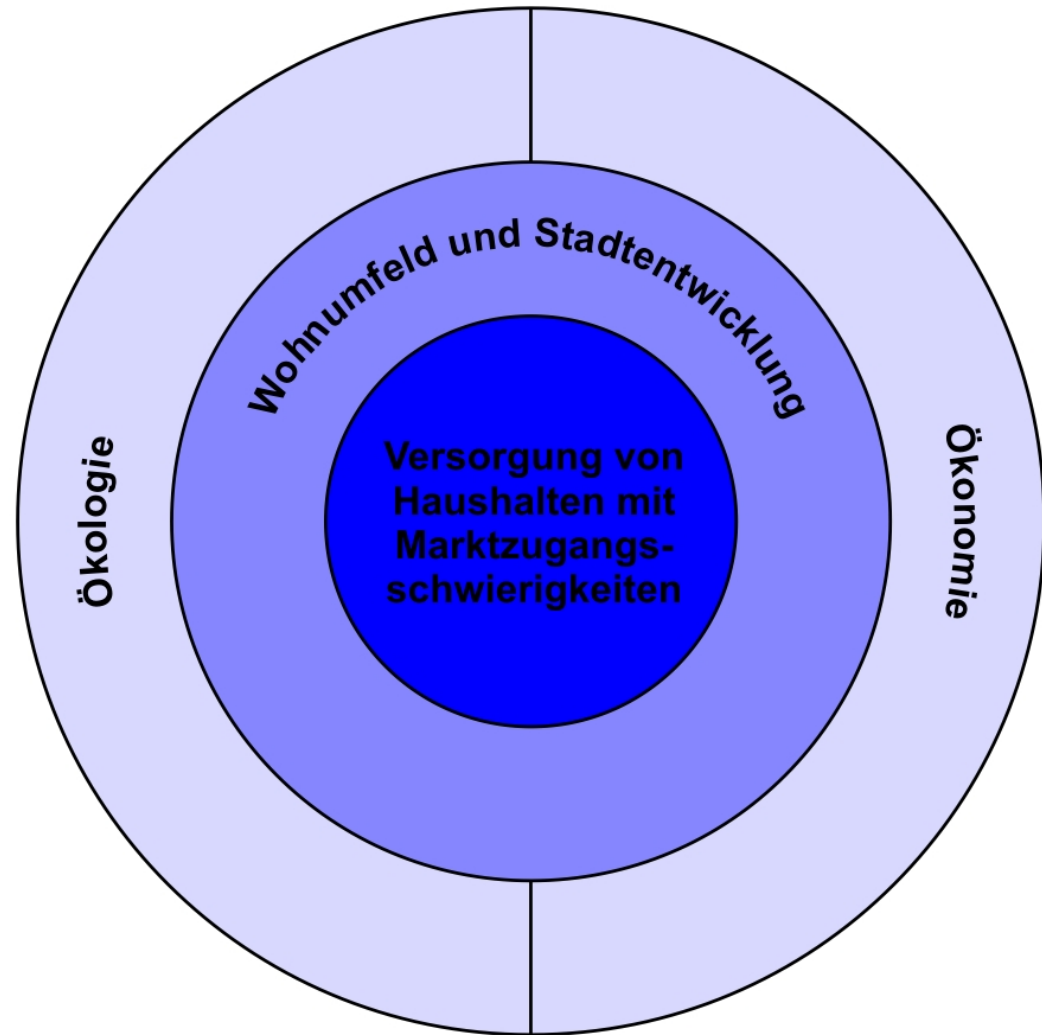 Wohnumfeld und Stadtentwicklung
Versorgung von
Haushalten mit
Marktzugangs-
schwierigkeiten
Ökologie
Ökonomie